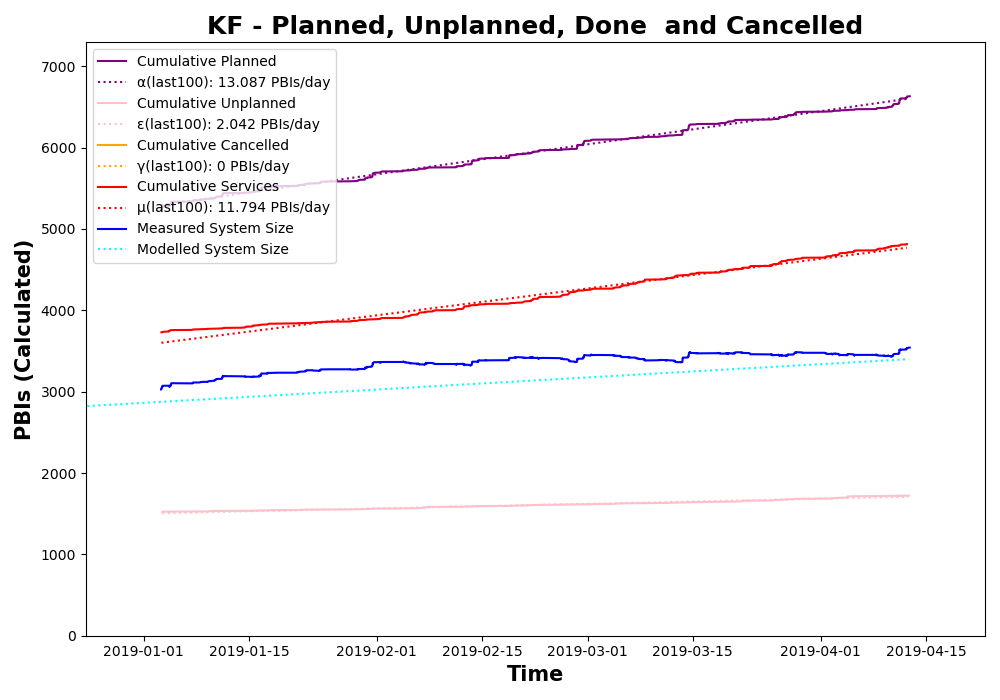 KF - Planned, Unplanned, Done  and Cancelled
PBIs (Calculated)
7000
6000
5000
4000
3000
2000
1000
0
Cumulative Planned
α(last100): 13.087 PBIs/day
Cumulative Unplanned
ε(last100): 2.042 PBIs/day
Cumulative Cancelled
γ(last100): 0 PBIs/day
Cumulative Services
μ(last100): 11.794 PBIs/day
Measured System Size
Modelled System Size
2019-01-01 2019-01-15 2019-02-01 2019-02-15 2019-03-01 2019-03-15 2019-04-01 2019-04-15
Time